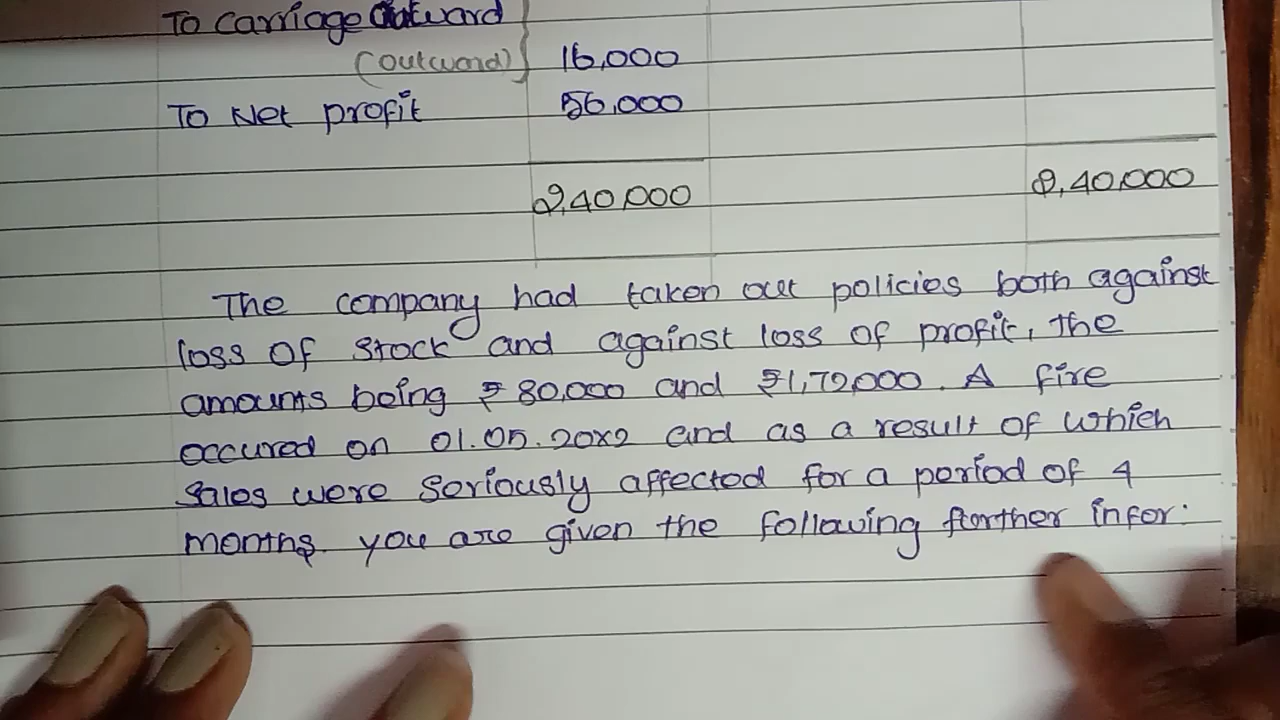 To carriage outward
(outward) 16,000
To Net profit 56,000
2,40,000 2,40,000
The company had taken out policies both against
loss of stock and against loss of profit, the
amounts being ₹ 80,000 and ₹1,72,000. A fire
occured on 01.05.20x2 and as a result of which
sales were seriously affected for a period of 4
months. you are given the following further infor: